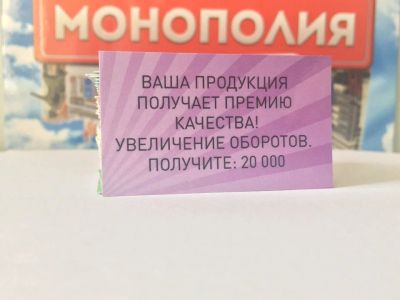 МОНОПОЛИЯ
ВАША ПРОДУКЦИЯ
ПОЛУЧАЕТ ПРЕМИЮ
КАЧЕСТВА!
УВЕЛИЧЕНИЕ ОБОРОТОВ.
ПОЛУЧИТЕ: 20 000